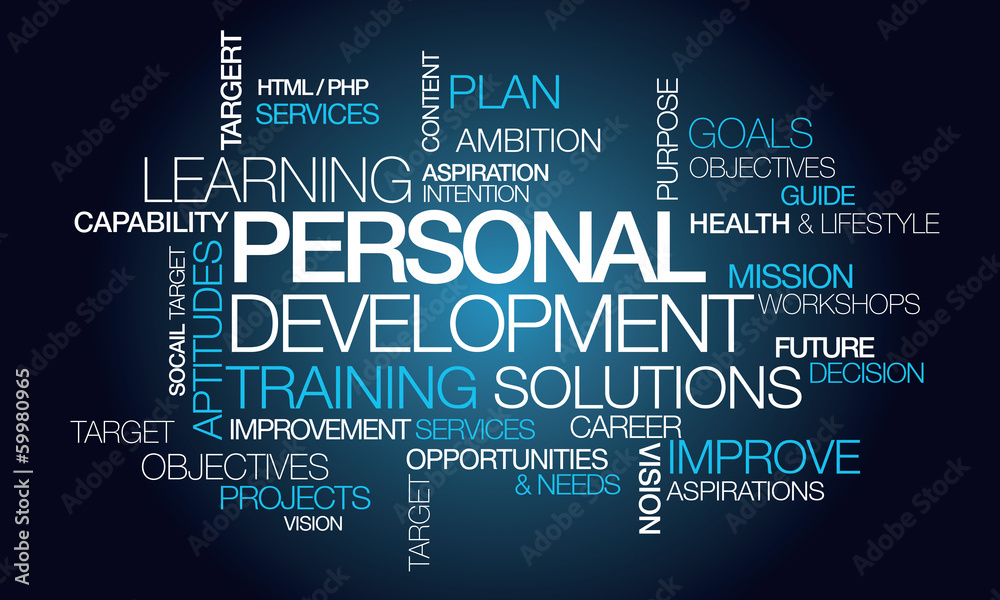 TARGERT
HTML / PHP
SERVICES
CONTENT
PLAN
AMBITION
PURPOSE
GOALS
OBJECTIVES
GUIDE
LEARNING
ASPIRATION
INTENTION
CAPABILITY
HEALTH & LIFESTYLE
PERSONAL
DEVELOPMENT
MISSION
WORKSHOPS
SOCAIL TARGET
APTITUDES
FUTURE
DECISION
TRAINING SOLUTIONS
TARGET
IMPROVEMENT SERVICES
CAREER
OBJECTIVES
OPPORTUNITIES
& NEEDS
VISION
IMPROVE
ASPIRATIONS
PROJECTS
VISION
TARGET
Adobe Stock | #59980965
Adobe Stock